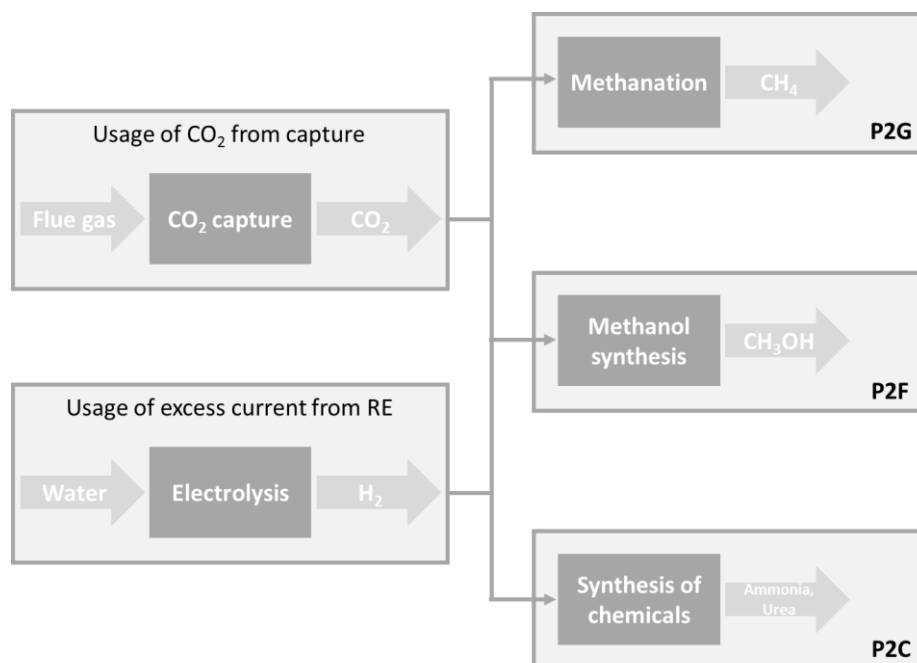 Usage of CO₂ from capture
Flue gas
CO₂ capture
CO₂
Usage of excess current from RE
Water
Electrolysis
H₂
Methanation
CH₄
P2G
Methanol
synthesis
CH₃OH
P2F
Synthesis of
chemicals
Ammonia,
Urea
P2C